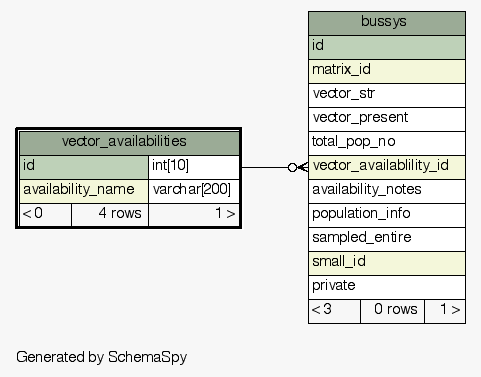 bussys
id
matrix_id
vector_str
vector_present
total_pop_no
vector_availablility_id
availability_notes
population_info
sampled_entire
small_id
private
< 3 0 rows 1 >
vector_availabilities
id int[10]
availability_name varchar[200]
< 0 4 rows 1 >
Generated by SchemaSpy